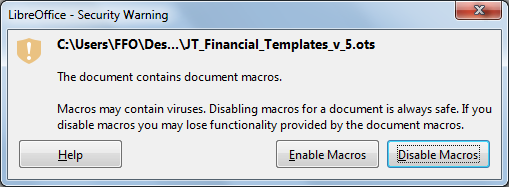 LibreOffice - Security Warning
C:\Users\FFO\Des...\JT_Financial_Templates_v_5.ots
The document contains document macros.
Macros may contain viruses. Disabling macros for a document is always safe. If you
disable macros you may lose functionality provided by the document macros.
Help Enable Macros Disable Macros